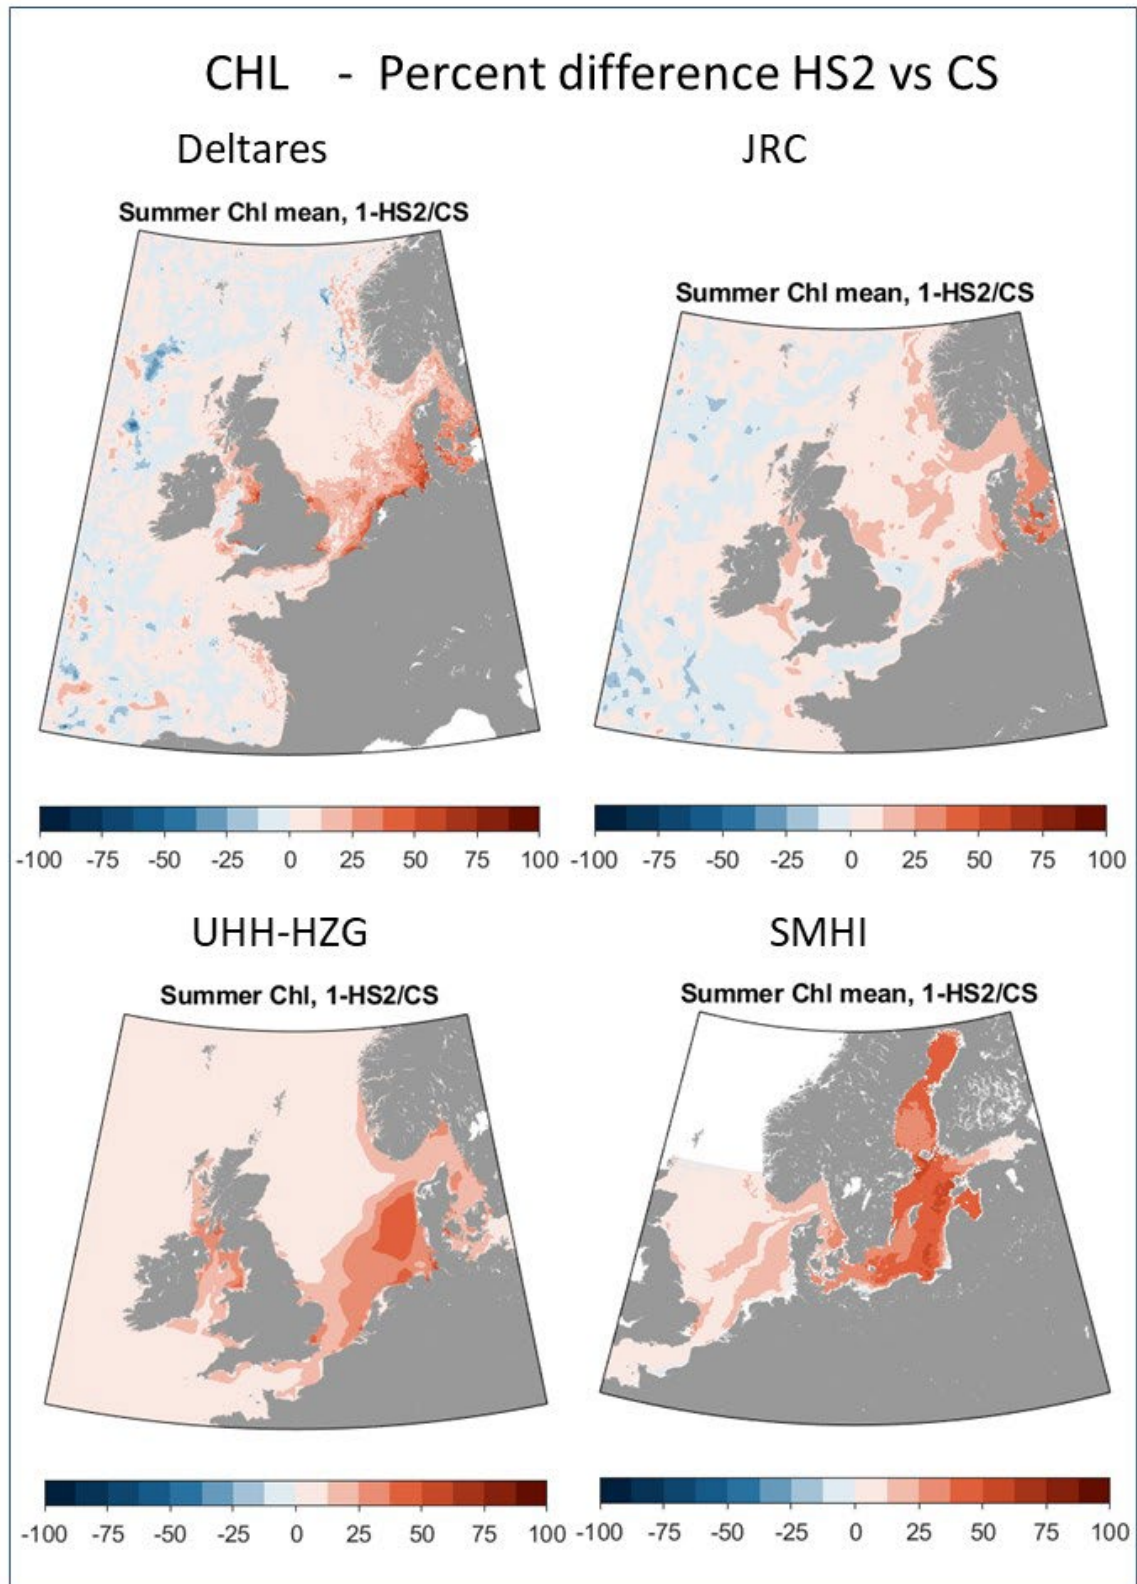 CHL - Percent difference HS2 vs CS
Deltares
JRC
Summer Chl mean, 1-HS2/CS
Summer Chl mean, 1-HS2/CS
-100 -75 -50 -25 0 25 50 75 100
-100 -75 -50 -25 0 25 50 75 100
UHH-HZG
SMHI
Summer Chl, 1-HS2/CS
Summer Chl mean, 1-HS2/CS
-100 -75 -50 -25 0 25 50 75 100
-100 -75 -50 -25 0 25 50 75 100